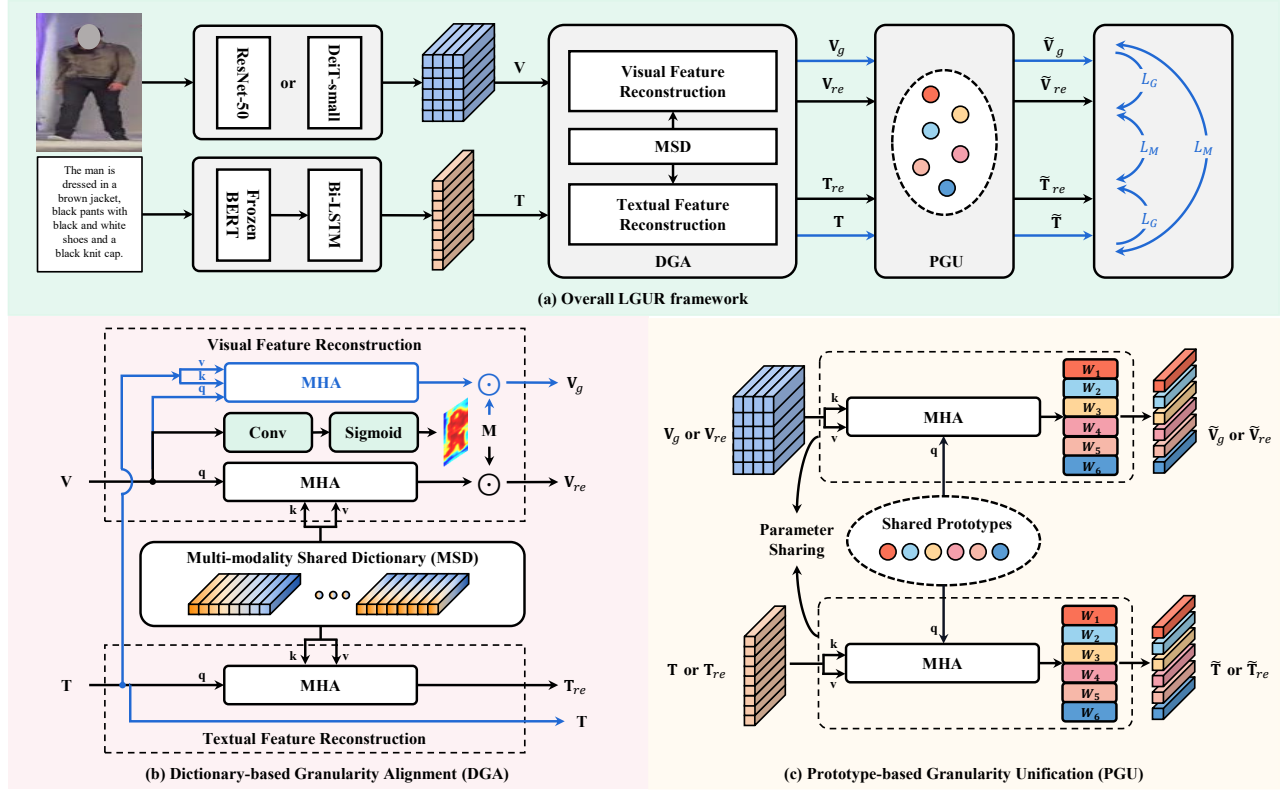 The man is
dressed in a
brown jacket,
black pants with
black and white
shoes and a
black knit cap.
ResNet-50
or
DeiT-small
Frozen
BERT
Bi-LSTM
V
T
Visual Feature
Reconstruction
MSD
Textual Feature
Reconstruction
DGA
V_g
V_re
T_re
T
PGU
Ṽ_g
Ṽ_re
T̃_re
T̃
L_G
L_M
L_M
L_G
(a) Overall LGUR framework
Visual Feature Reconstruction
v
k
q
MHA
⊙
V_g
Conv
Sigmoid
M
V
q
MHA
⊙
V_re
k
v
Multi-modality Shared Dictionary (MSD)
k
v
T
q
MHA
T_re
T
Textual Feature Reconstruction
(b) Dictionary-based Granularity Alignment (DGA)
V_g or V_re
k
v
MHA
q
W_1
W_2
W_3
W_4
W_5
W_6
Ṽ_g or Ṽ_re
Parameter
Sharing
Shared Prototypes
T or T_re
q
k
v
MHA
W_1
W_2
W_3
W_4
W_5
W_6
T̃ or T̃_re
(c) Prototype-based Granularity Unification (PGU)